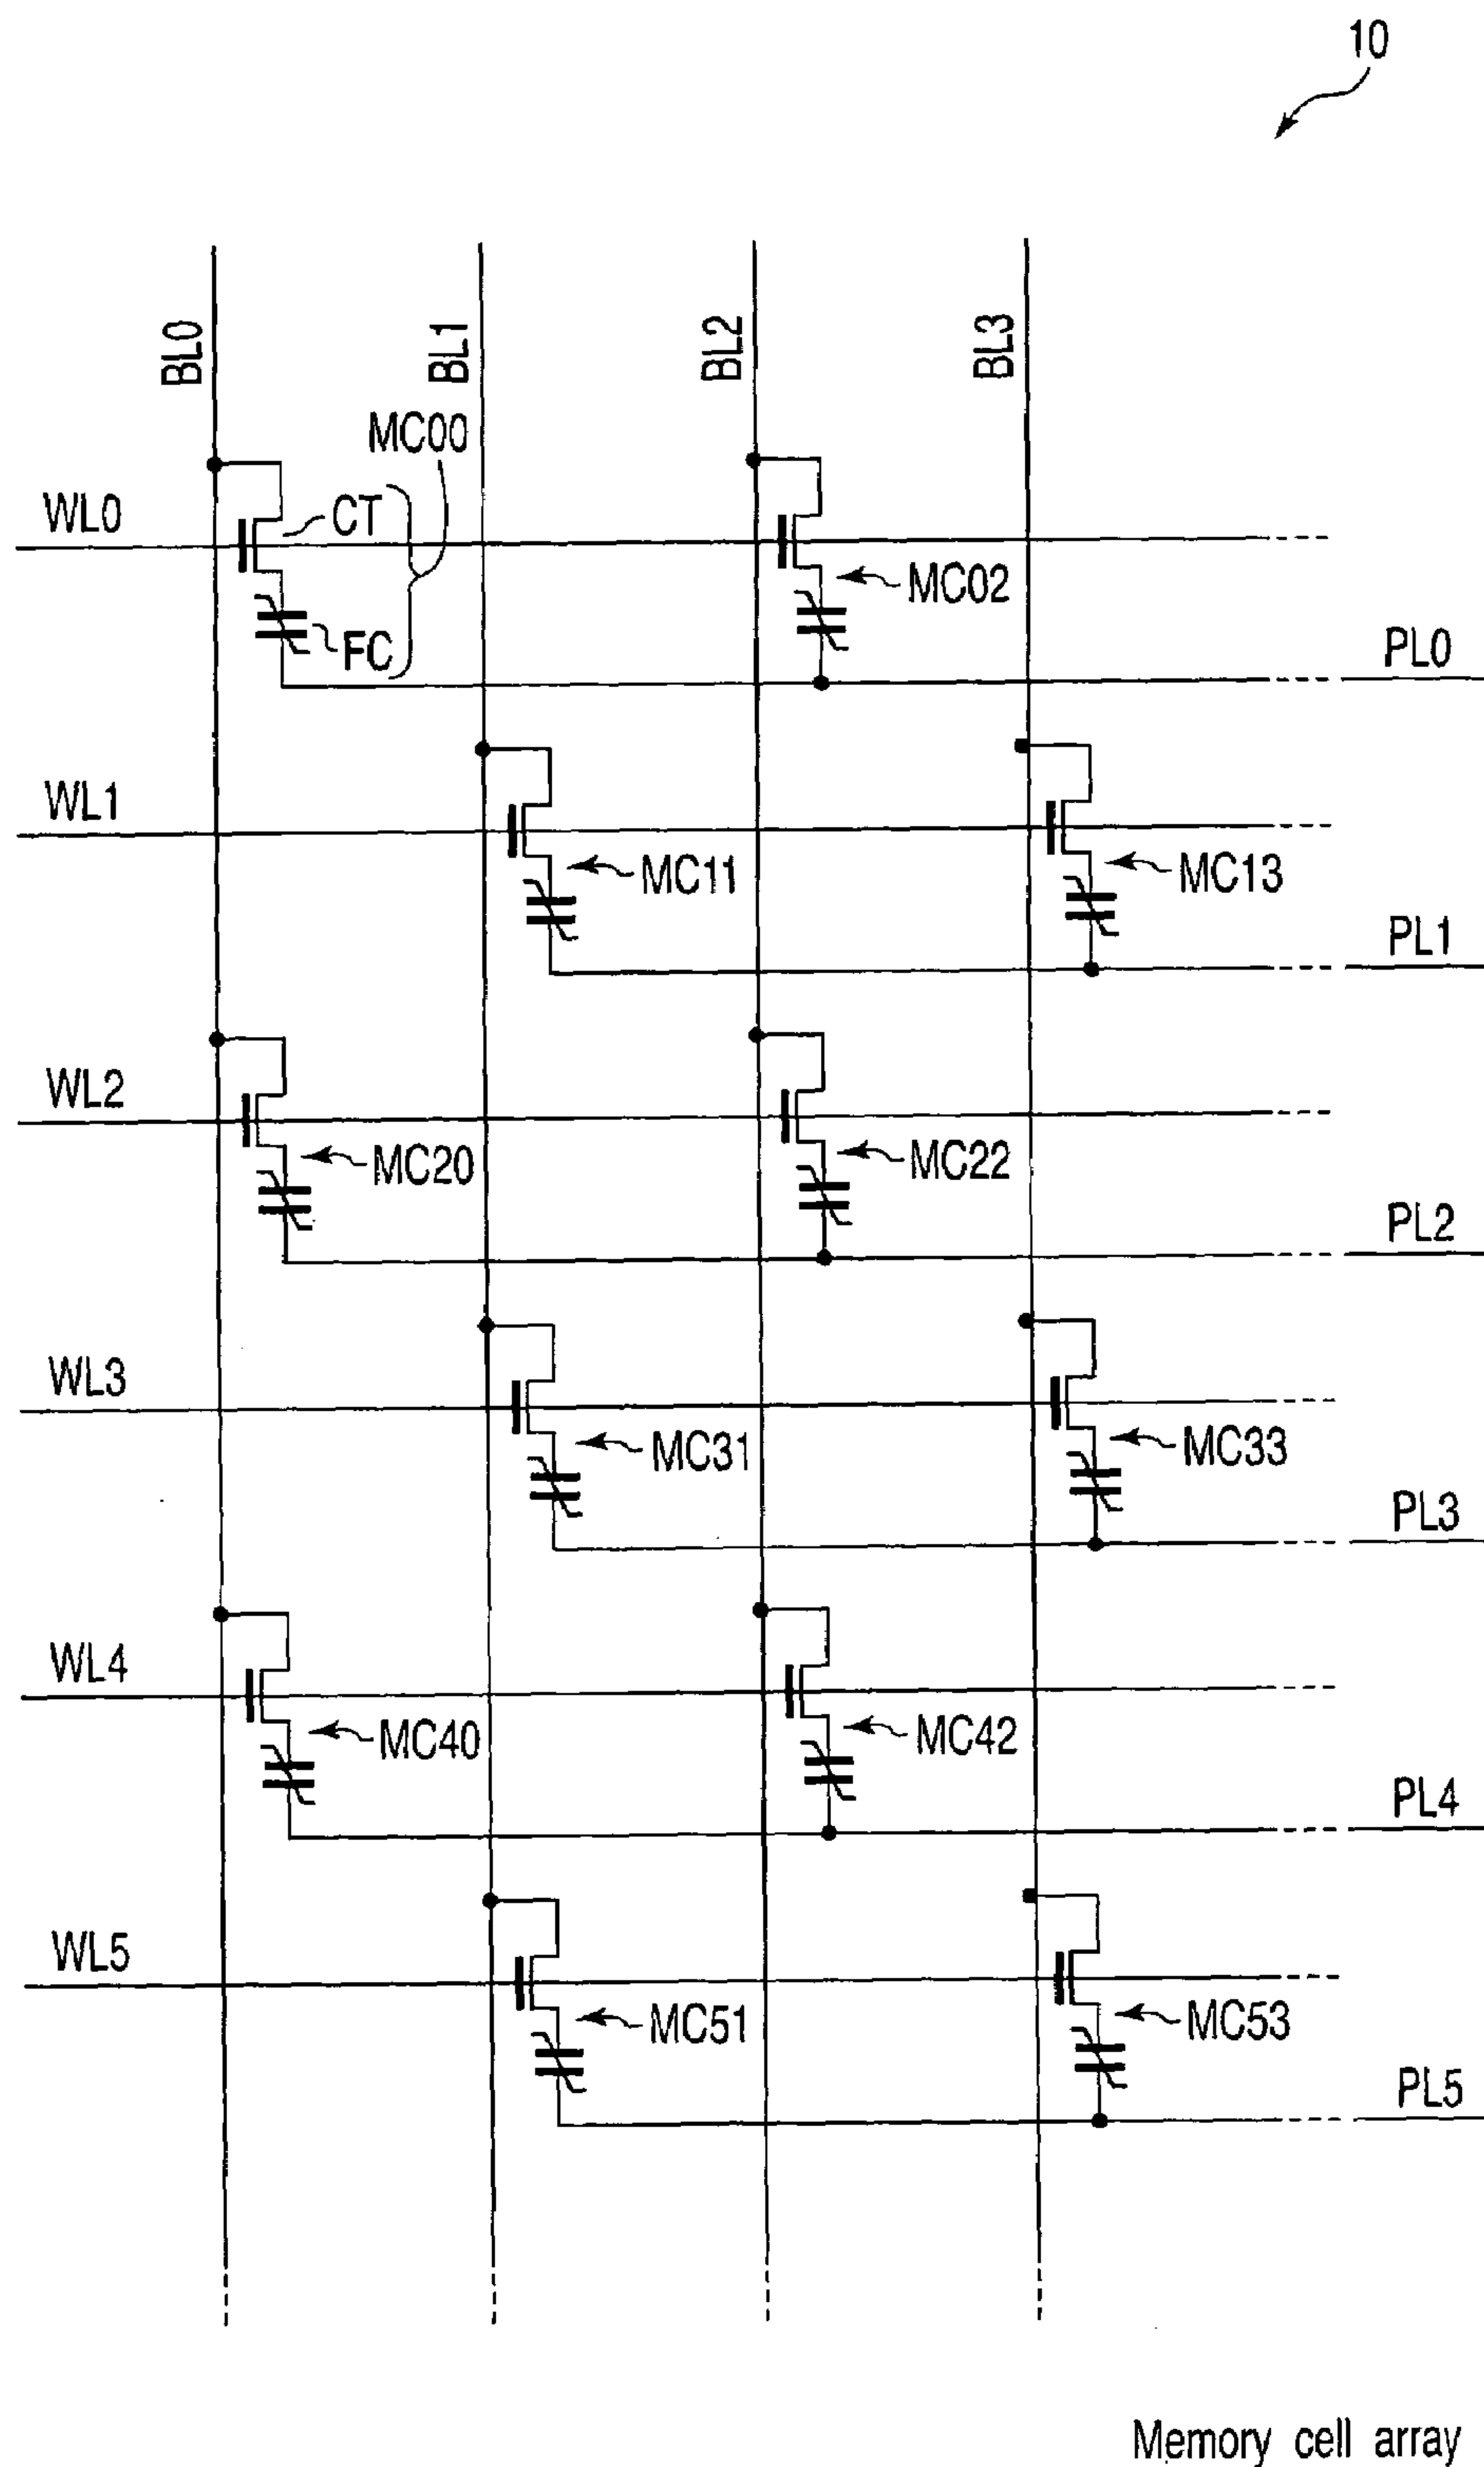 10
BL0
BL1
BL2
BL3
MC00
WL0
CT
MC02
FC
PL0
WL1
MC11
MC13
PL1
WL2
MC20
MC22
PL2
WL3
MC31
MC33
PL3
WL4
MC40
MC42
PL4
WL5
MC51
MC53
PL5
Memory cell array